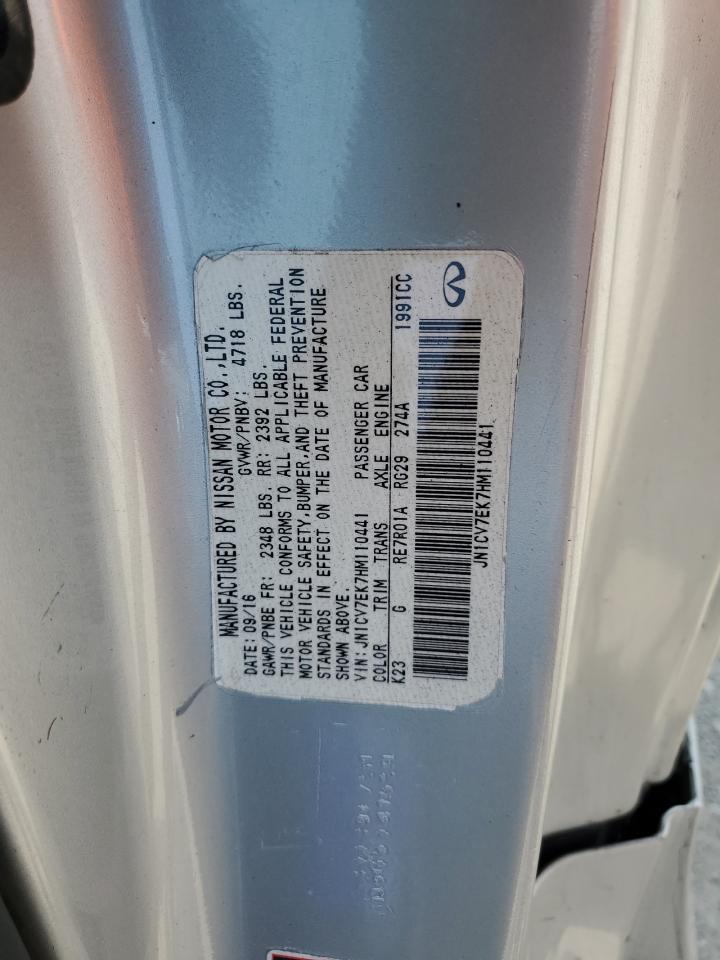 MANUFACTURED BY NISSAN MOTOR CO.,LTD.
DATE: 09/16 GVWR/PNBV: 4718 LBS.
GAWR/PNBE FR: 2348 LBS. RR: 2392 LBS.
THIS VEHICLE CONFORMS TO ALL APPLICABLE FEDERAL
MOTOR VEHICLE SAFETY,BUMPER,AND THEFT PREVENTION
STANDARDS IN EFFECT ON THE DATE OF MANUFACTURE
SHOWN ABOVE.
VIN:JN1CV7EK7HM110441 PASSENGER CAR
COLOR TRIM TRANS AXLE ENGINE
K23 G RE7R01A RG29 274A 1991CC
JN1CV7EK7HM110441